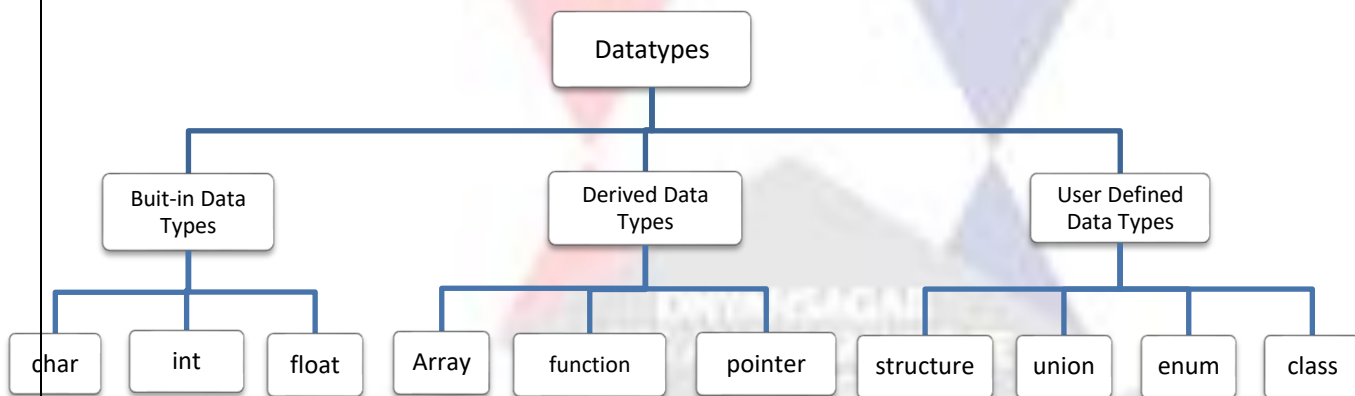 Datatypes
Buit-in Data
Types
Derived Data
Types
User Defined
Data Types
char
int
float
Array
function
pointer
structure
union
enum
class